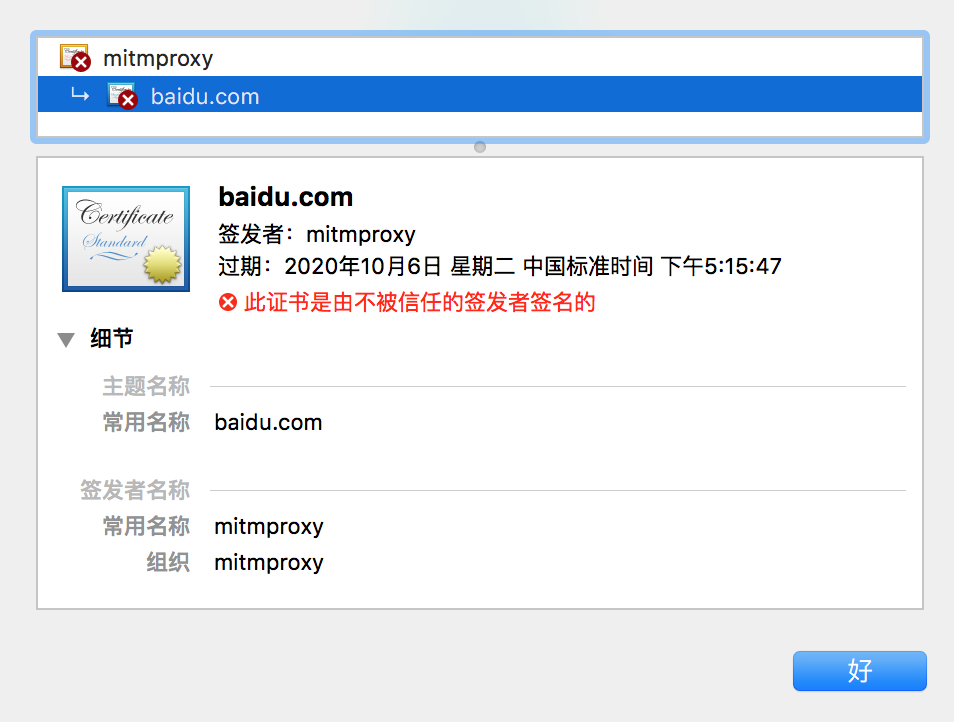 mitmproxy
baidu.com
Certificate
Standard
baidu.com
签发者：mitmproxy
过期：2020年10月6日 星期二 中国标准时间 下午5:15:47
此证书是由不被信任的签发者签名的
细节
主题名称
常用名称 baidu.com
签发者名称
常用名称 mitmproxy
组织 mitmproxy
好